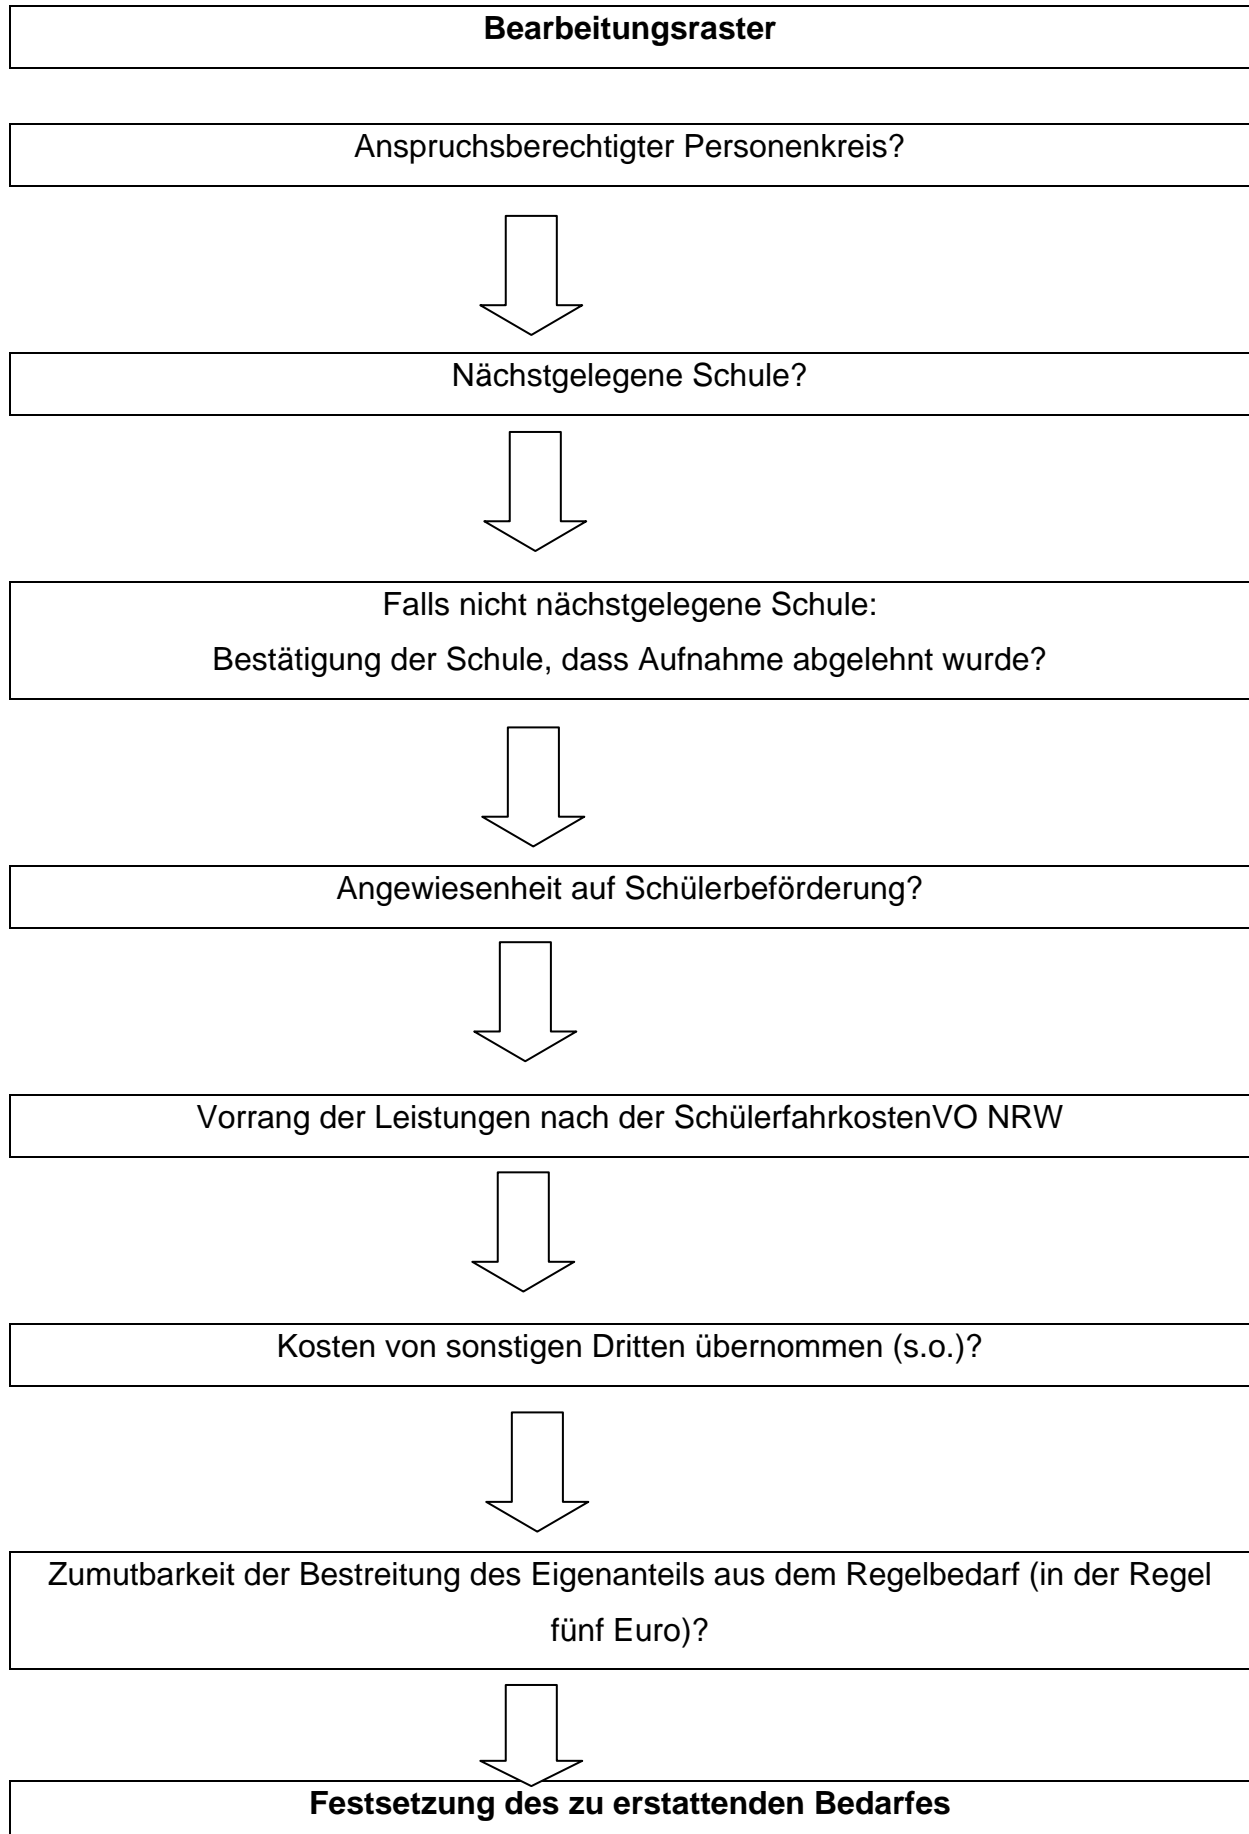 Bearbeitungsraster
Anspruchsberechtigter Personenkreis?
Nächstgelegene Schule?
Falls nicht nächstgelegene Schule:
Bestätigung der Schule, dass Aufnahme abgelehnt wurde?
Angewiesenheit auf Schülerbeförderung?
Vorrang der Leistungen nach der SchülerfahrkostenVO NRW
Kosten von sonstigen Dritten übernommen (s.o.)?
Zumutbarkeit der Bestreitung des Eigenanteils aus dem Regelbedarf (in der Regel
fünf Euro)?
Festsetzung des zu erstattenden Bedarfes